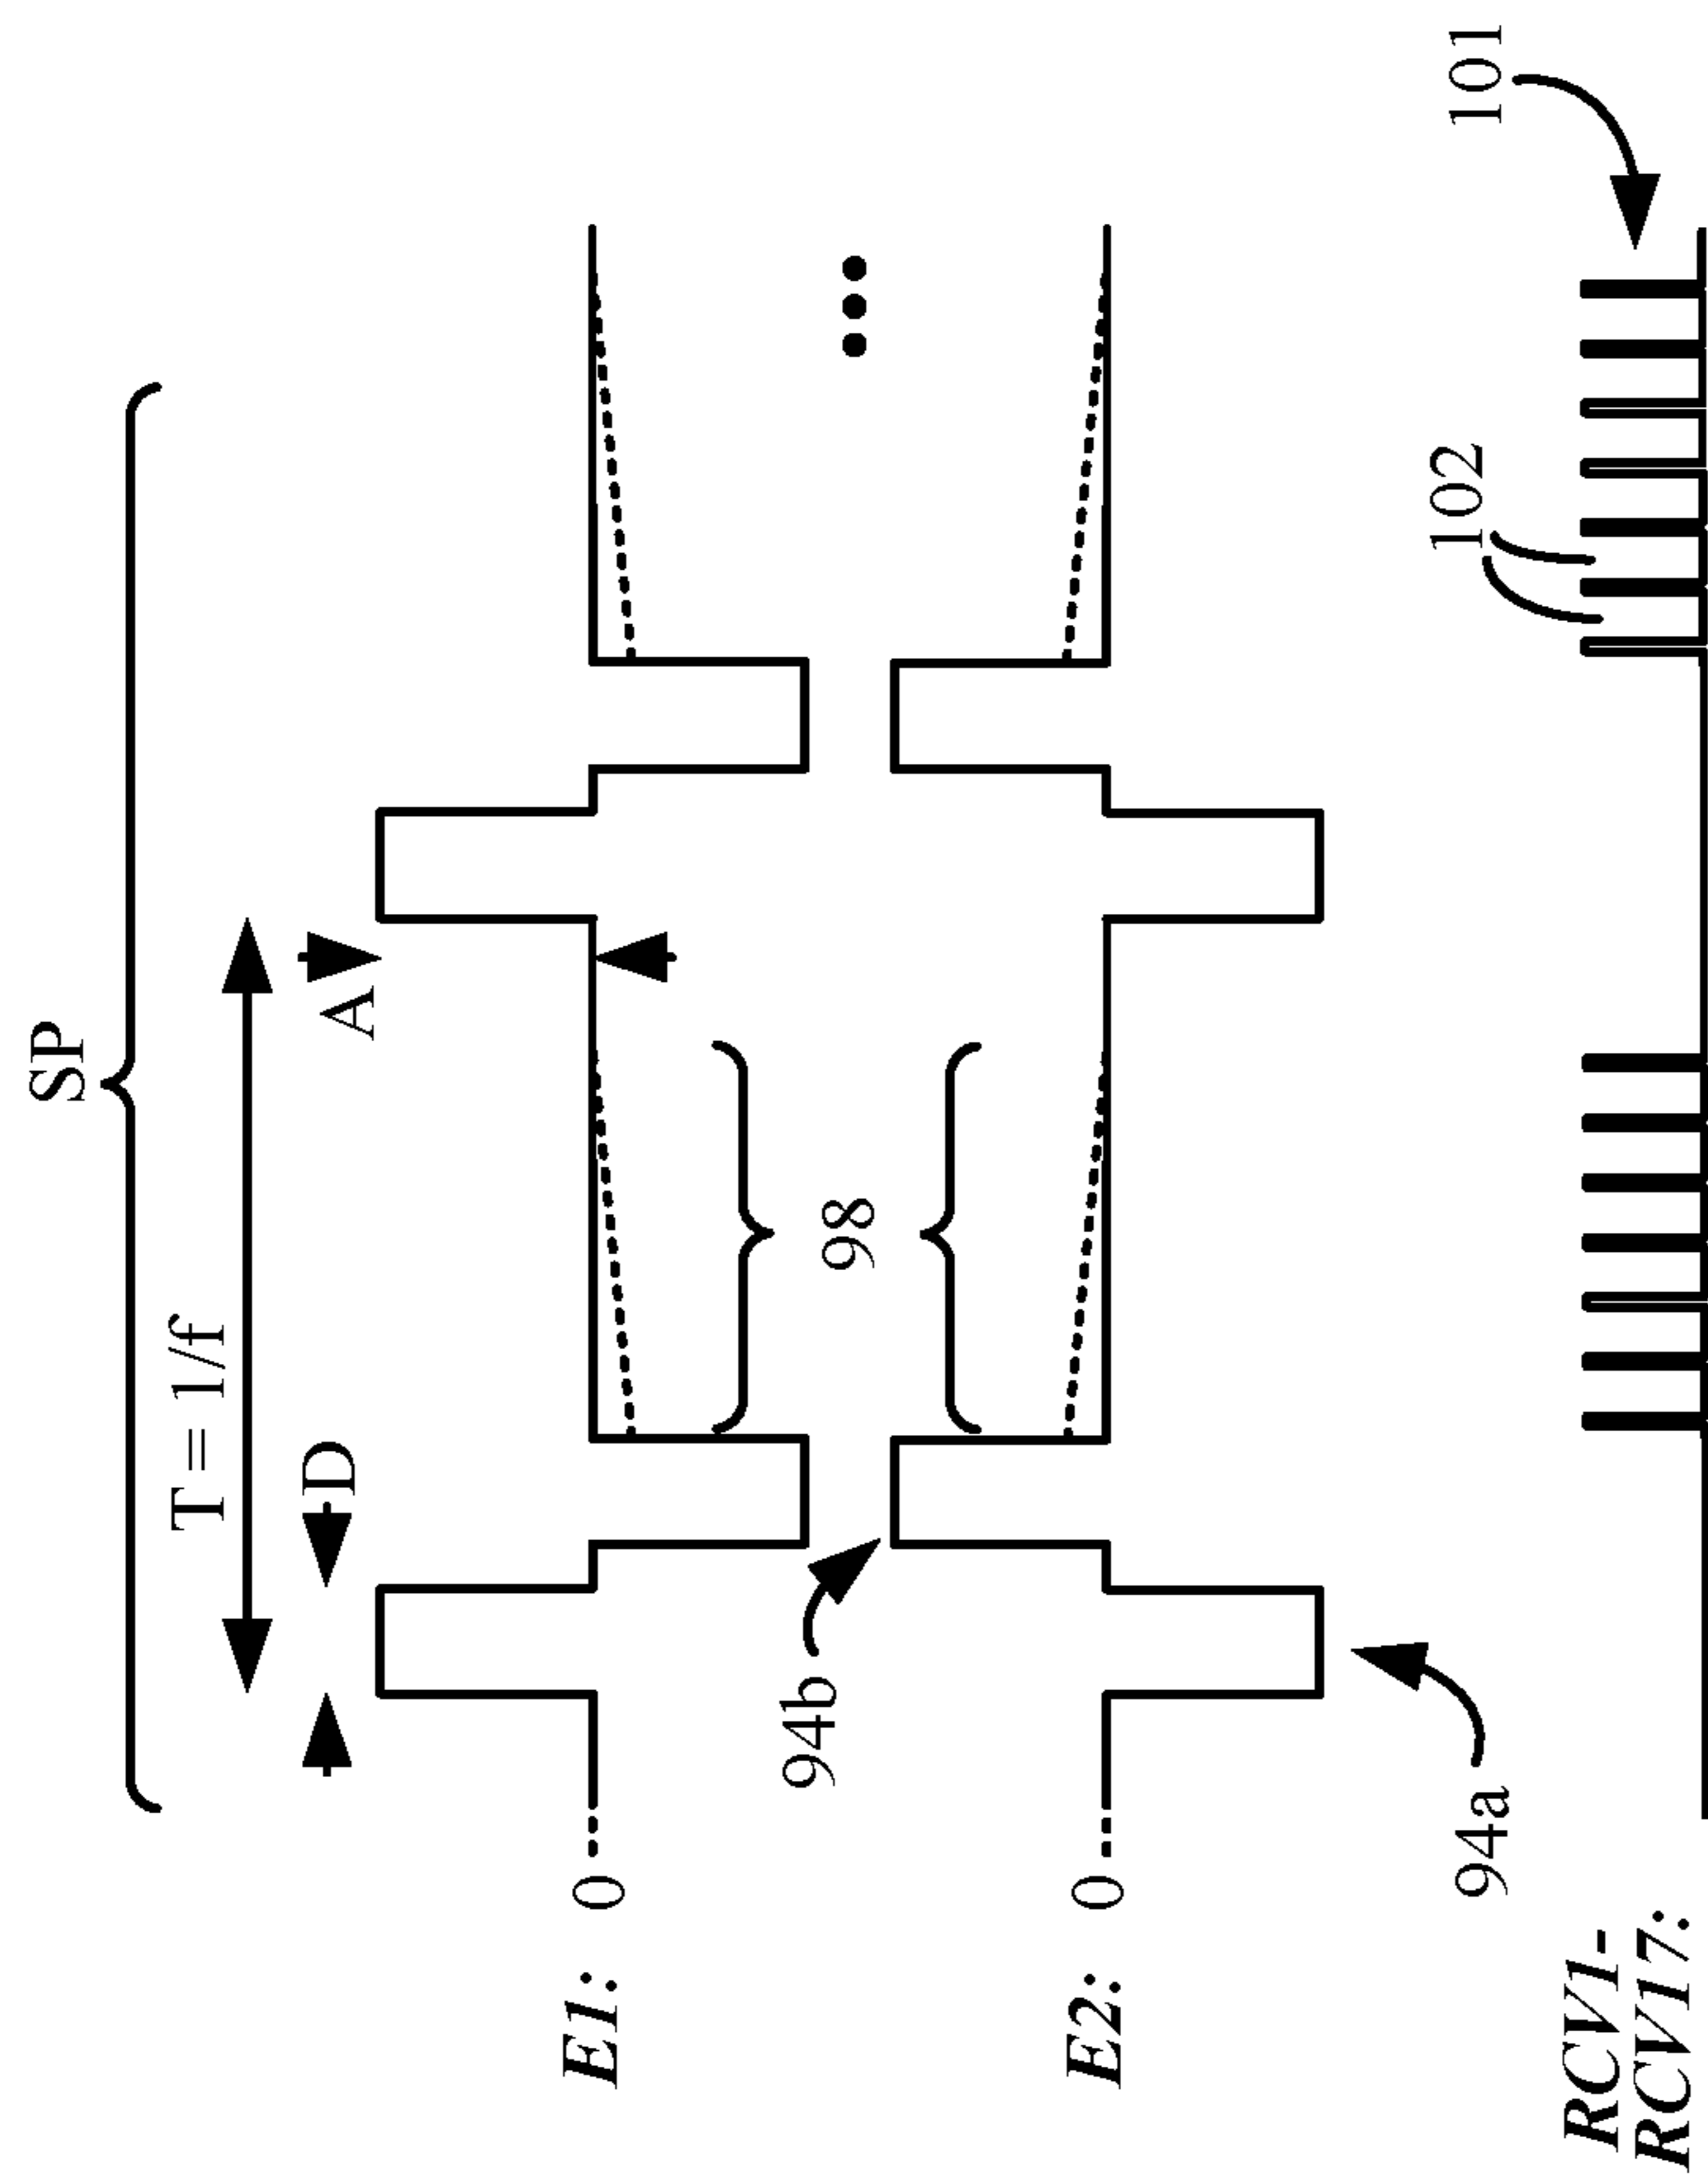 SP
T = 1/f
D
A
E1: 0
98
94b
E2: 0
94a
102
101
RCV1-
RCV17: